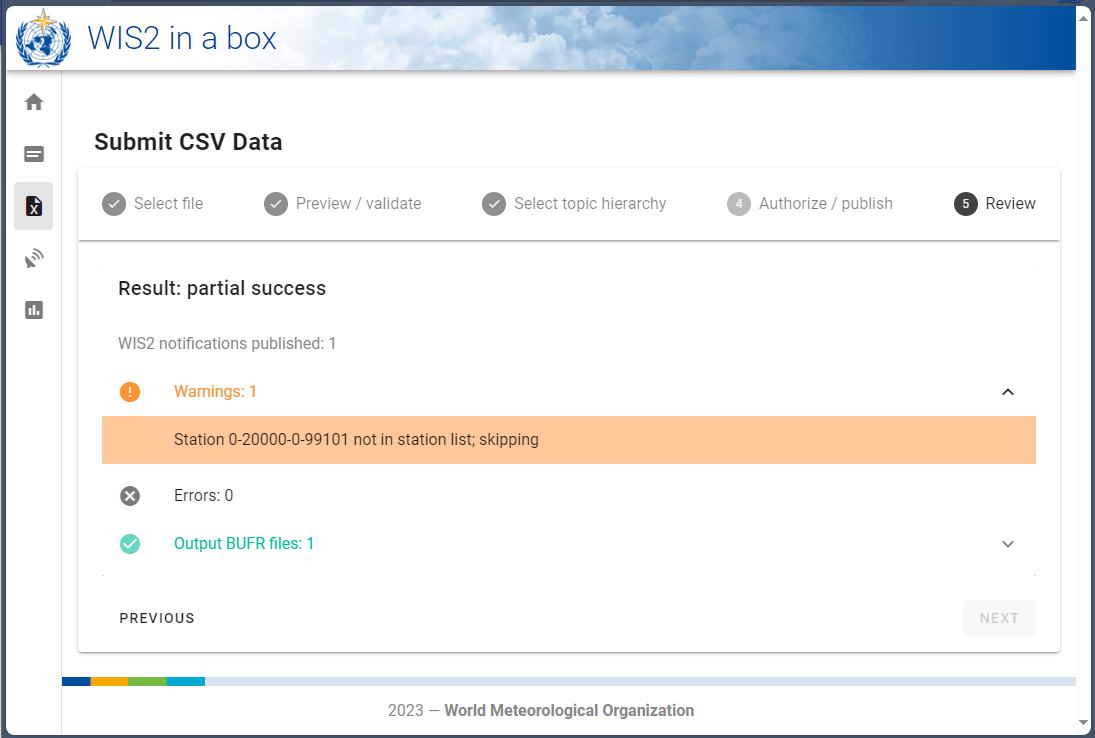 WIS2 in a box
Submit CSV Data
Select file
Preview / validate
Select topic hierarchy
4 Authorize / publish
5 Review
Result: partial success
WIS2 notifications published: 1
Warnings: 1
Station 0-20000-0-99101 not in station list; skipping
Errors: 0
Output BUFR files: 1
PREVIOUS
NEXT
2023 — World Meteorological Organization